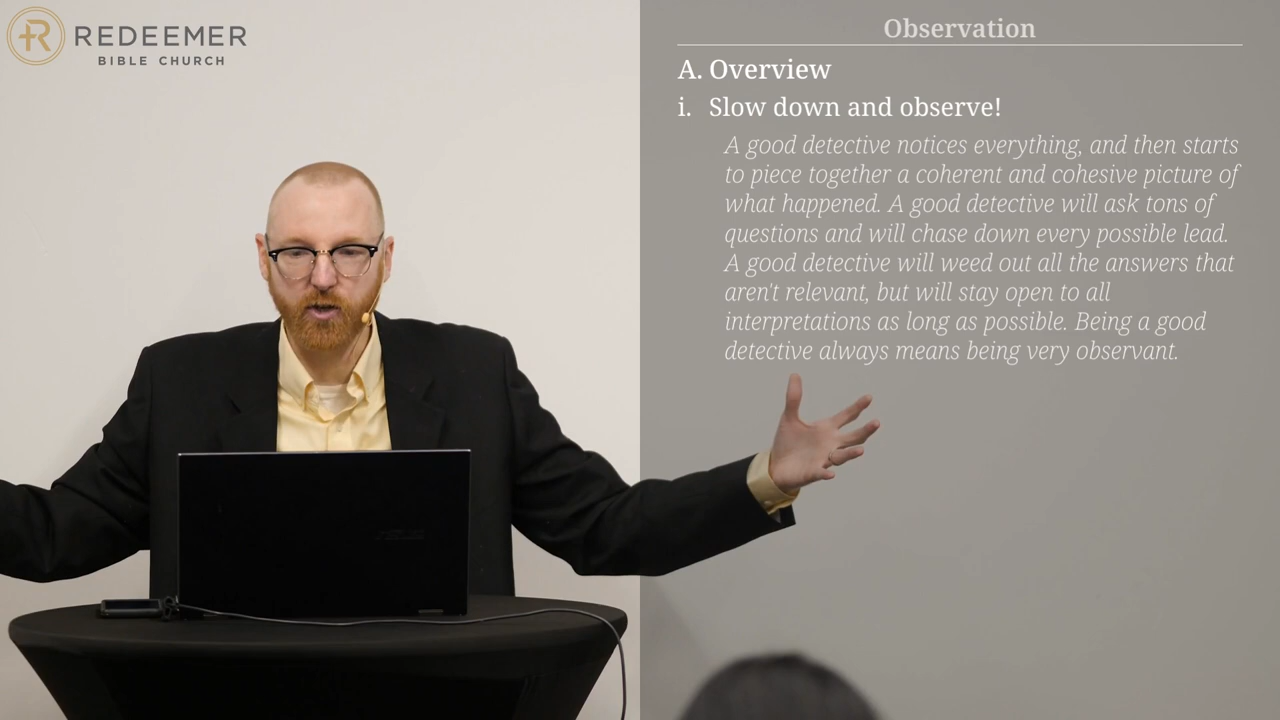 REDEEMER
BIBLE CHURCH
Observation
A. Overview
i. Slow down and observe!
A good detective notices everything, and then starts
to piece together a coherent and cohesive picture of
what happened. A good detective will ask tons of
questions and will chase down every possible lead.
A good detective will weed out all the answers that
aren't relevant, but will stay open to all
interpretations as long as possible. Being a good
detective always means being very observant.